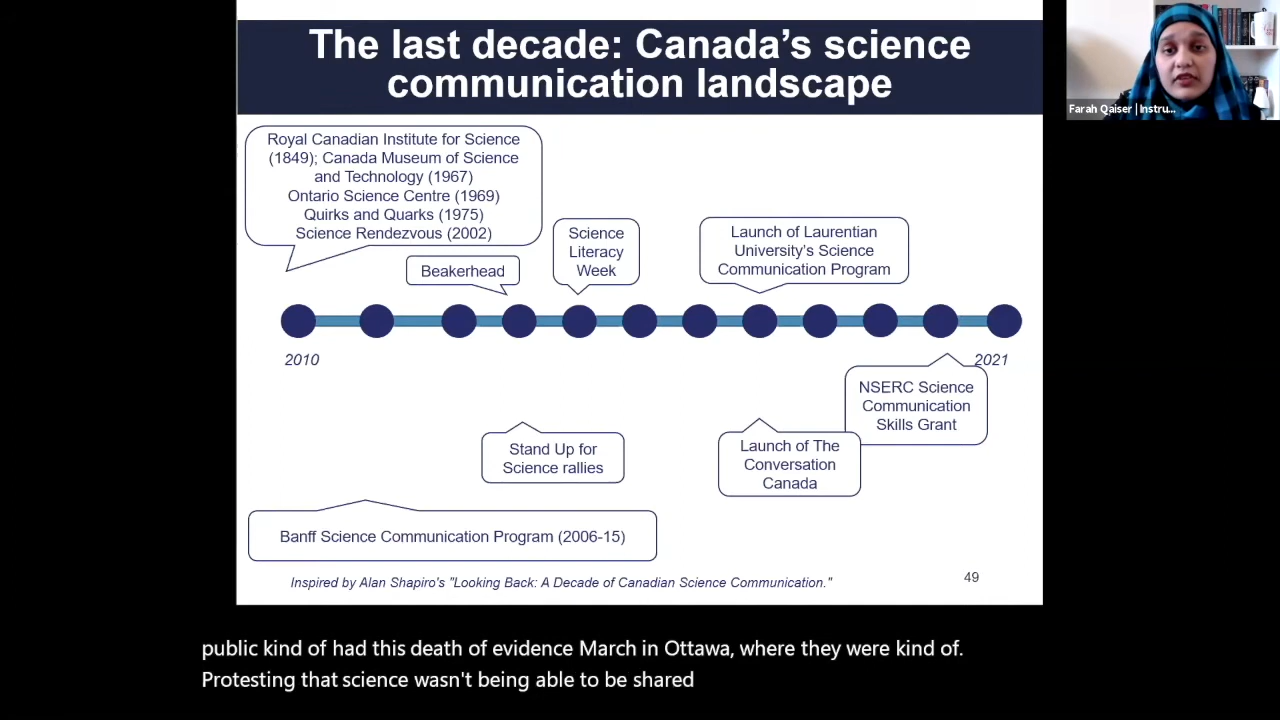 The last decade: Canada's science
communication landscape
Farah Qaiser | Instru...
Royal Canadian Institute for Science
(1849); Canada Museum of Science
and Technology (1967)
Ontario Science Centre (1969)
Quirks and Quarks (1975)
Science Rendezvous (2002)
Beakerhead
Science
Literacy
Week
Launch of Laurentian
University's Science
Communication Program
2010
2021
NSERC Science
Communication
Skills Grant
Stand Up for
Science rallies
Launch of The
Conversation
Canada
Banff Science Communication Program (2006-15)
Inspired by Alan Shapiro's "Looking Back: A Decade of Canadian Science Communication."
49
public kind of had this death of evidence March in Ottawa, where they were kind of.
Protesting that science wasn't being able to be shared